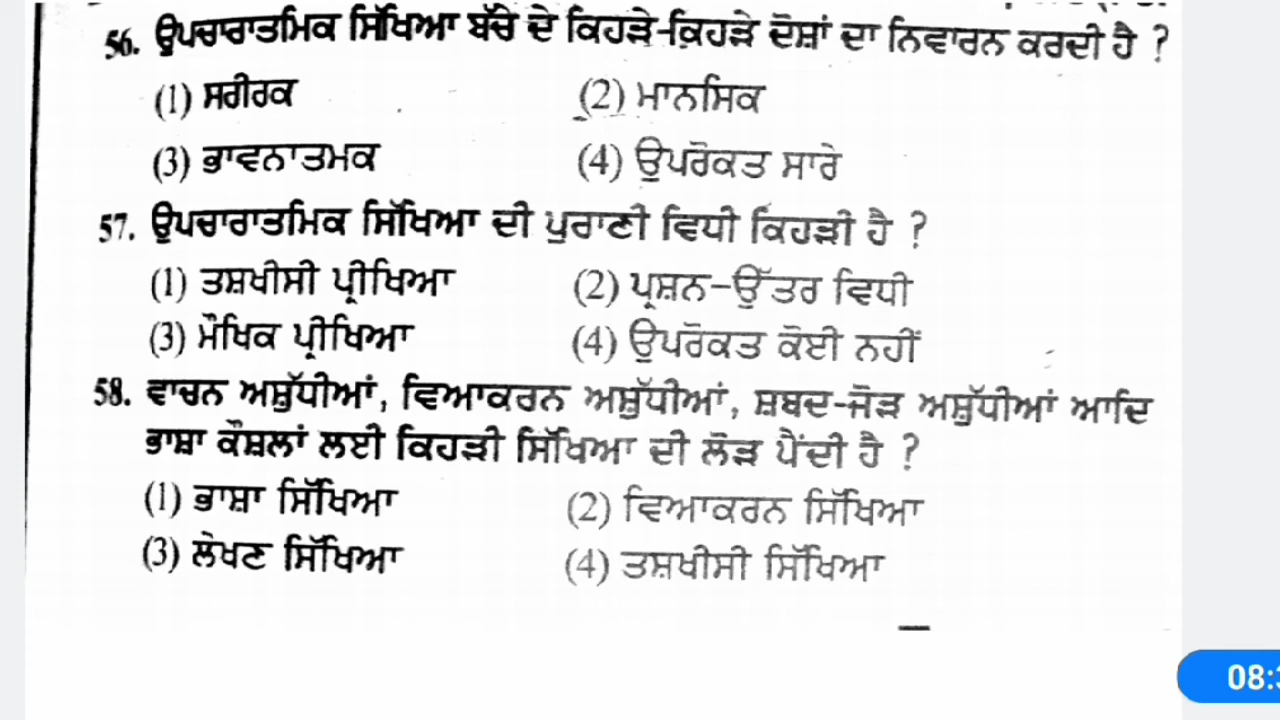 56. ਉਪਚਾਰਾਤਮਿਕ ਸਿੱਖਿਆ ਬੱਚੇ ਦੇ ਕਿਹੜੇ-ਕਿਹੜੇ ਦੋਸ਼ਾਂ ਦਾ ਨਿਵਾਰਨ ਕਰਦੀ ਹੈ ?
(1) ਸਰੀਰਕ (2) ਮਾਨਸਿਕ
(3) ਭਾਵਨਾਤਮਕ (4) ਉਪਰੋਕਤ ਸਾਰੇ
57. ਉਪਚਾਰਾਤਮਿਕ ਸਿੱਖਿਆ ਦੀ ਪੁਰਾਣੀ ਵਿਧੀ ਕਿਹੜੀ ਹੈ ?
(1) ਤਸ਼ਖੀਸੀ ਪ੍ਰੀਖਿਆ (2) ਪ੍ਰਸ਼ਨ-ਉੱਤਰ ਵਿਧੀ
(3) ਮੌਖਿਕ ਪ੍ਰੀਖਿਆ (4) ਉਪਰੋਕਤ ਕੋਈ ਨਹੀਂ
58. ਵਾਚਨ ਅਸ਼ੁੱਧੀਆਂ, ਵਿਆਕਰਨ ਅਸ਼ੁੱਧੀਆਂ, ਸ਼ਬਦ-ਜੋੜ ਅਸ਼ੁੱਧੀਆਂ ਆਦਿ
ਭਾਸ਼ਾ ਕੌਸ਼ਲਾਂ ਲਈ ਕਿਹੜੀ ਸਿੱਖਿਆ ਦੀ ਲੋੜ ਪੈਂਦੀ ਹੈ ?
(1) ਭਾਸ਼ਾ ਸਿੱਖਿਆ (2) ਵਿਆਕਰਨ ਸਿੱਖਿਆ
(3) ਲੇਖਣ ਸਿੱਖਿਆ (4) ਤਸ਼ਖੀਸੀ ਸਿੱਖਿਆ